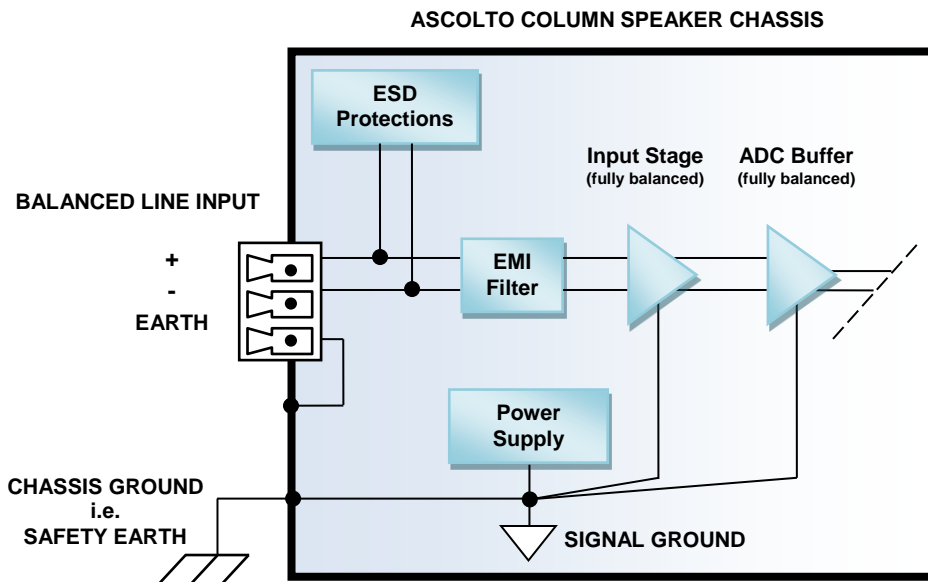 ASCOLTO COLUMN SPEAKER CHASSIS
ESD
Protections
Input Stage
(fully balanced)
ADC Buffer
(fully balanced)
BALANCED LINE INPUT
+
-
EARTH
EMI
Filter
Power
Supply
CHASSIS GROUND
i.e.
SAFETY EARTH
SIGNAL GROUND